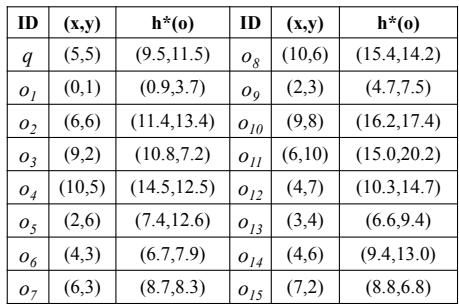 ID (x,y) h*(o) ID (x,y) h*(o)
q (5,5) (9.5,11.5) o8 (10,6) (15.4,14.2)
o1 (0,1) (0.9,3.7) o9 (2,3) (4.7,7.5)
o2 (6,6) (11.4,13.4) o10 (9,8) (16.2,17.4)
o3 (9,2) (10.8,7.2) o11 (6,10) (15.0,20.2)
o4 (10,5) (14.5,12.5) o12 (4,7) (10.3,14.7)
o5 (2,6) (7.4,12.6) o13 (3,4) (6.6,9.4)
o6 (4,3) (6.7,7.9) o14 (4,6) (9.4,13.0)
o7 (6,3) (8.7,8.3) o15 (7,2) (8.8,6.8)